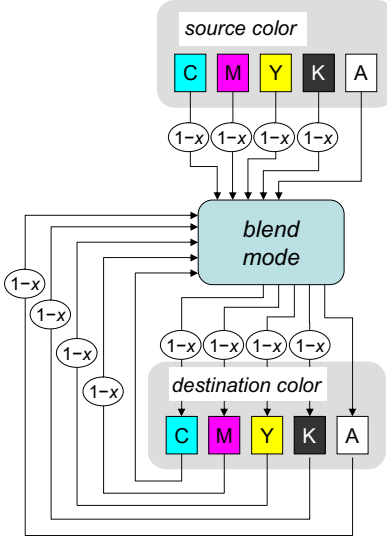 source color
C M Y K A
1−x 1−x 1−x 1−x
blend
mode
1−x
1−x
1−x 1−x 1−x 1−x
1−x
1−x
destination color
C M Y K A